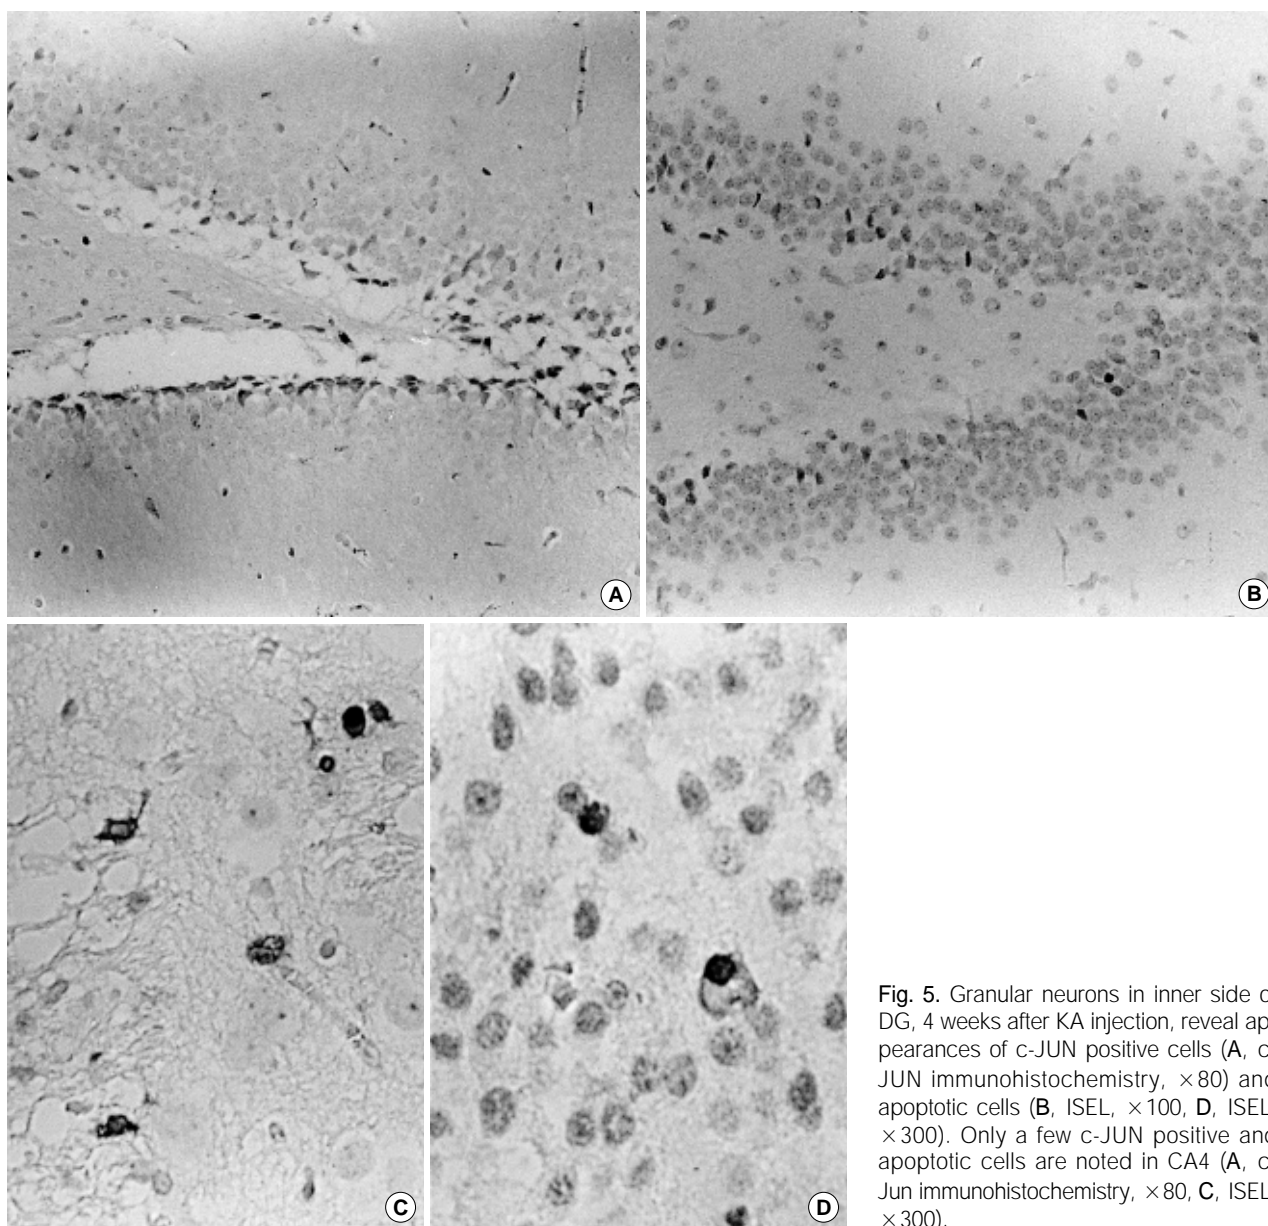 A
B
C
D
Fig. 5. Granular neurons in inner side o
DG, 4 weeks after KA injection, reveal ap
pearances of c-JUN positive cells (A, c
JUN immunohistochemistry, ×80) and
apoptotic cells (B, ISEL, ×100, D, ISEL
×300). Only a few c-JUN positive and
apoptotic cells are noted in CA4 (A, c
Jun immunohistochemistry, ×80, C, ISEL
×300).